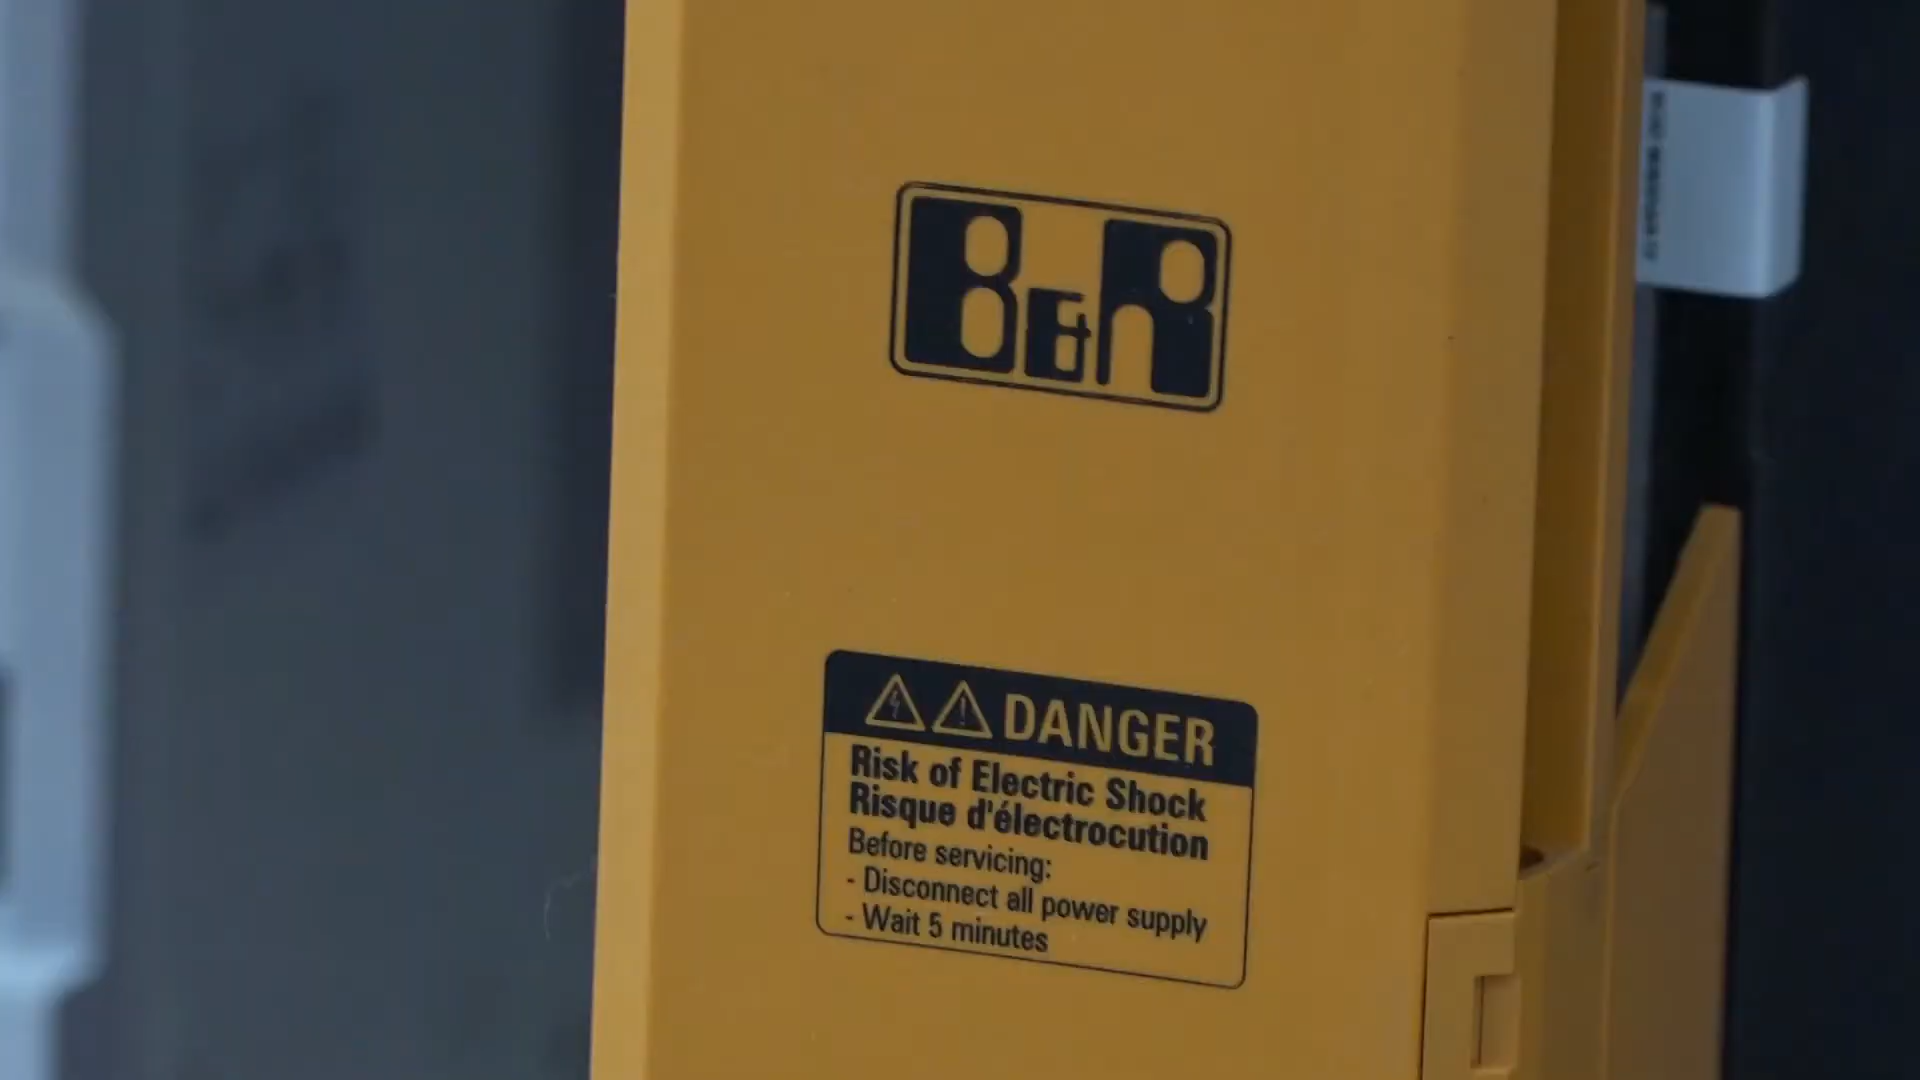 B&R
DANGER
Risk of Electric Shock
Risque d'électrocution
Before servicing:
- Disconnect all power supply
- Wait 5 minutes